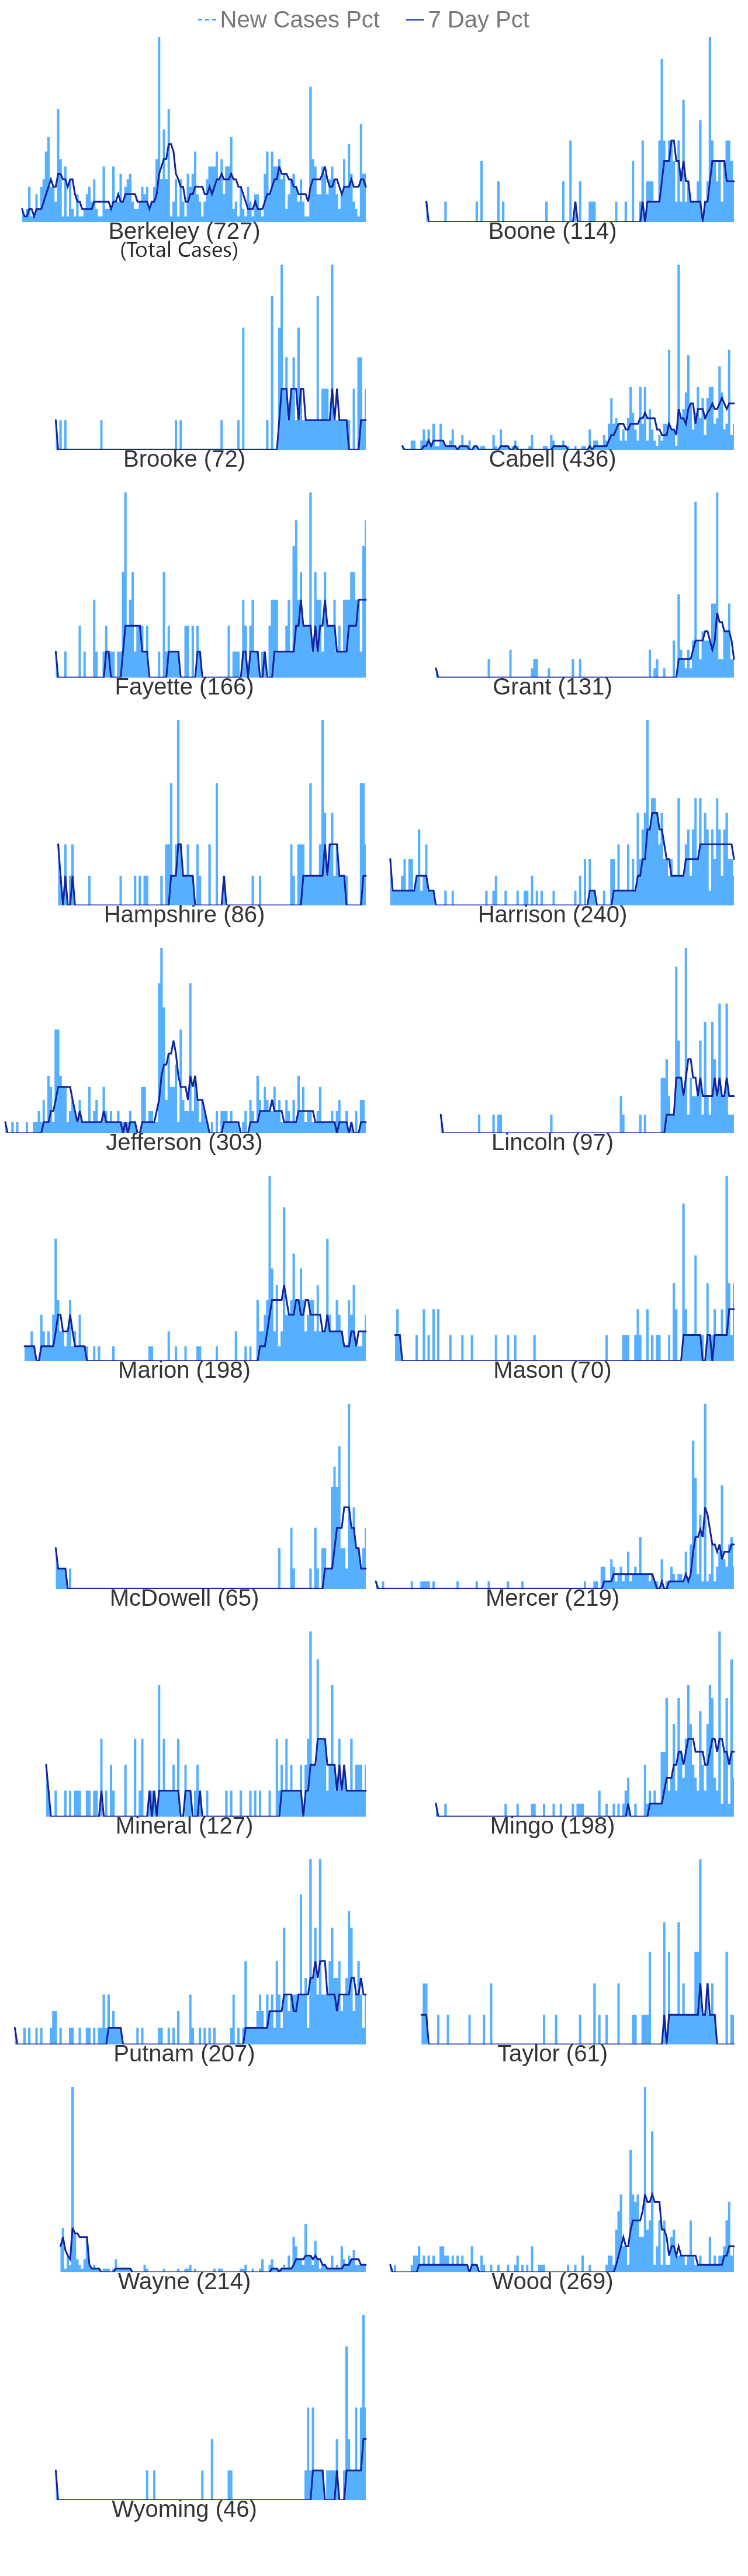 New Cases Pct 7 Day Pct
Berkeley (727) Boone (114)
(Total Cases)
Brooke (72) Cabell (436)
Fayette (166) Grant (131)
Hampshire (86) Harrison (240)
Jefferson (303) Lincoln (97)
Marion (198) Mason (70)
McDowell (65) Mercer (219)
Mineral (127) Mingo (198)
Putnam (207) Taylor (61)
Wayne (214) Wood (269)
Wyoming (46)